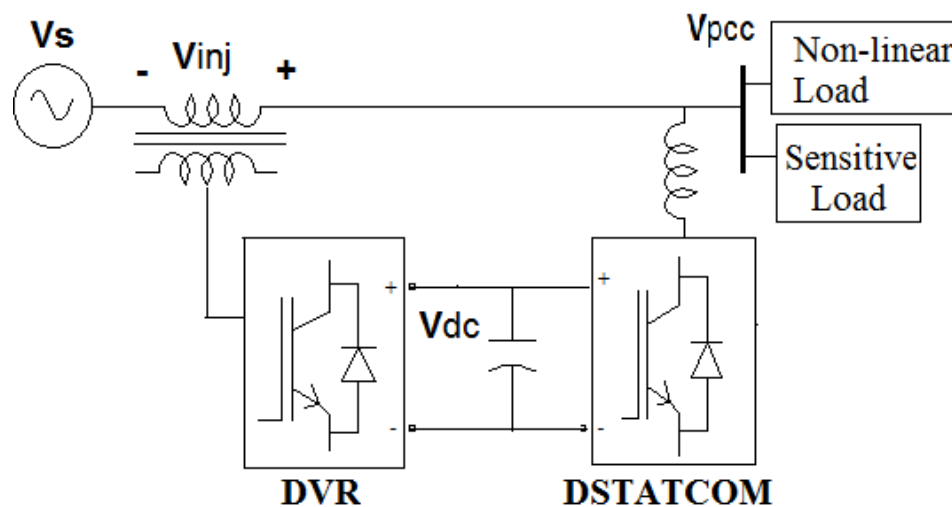 Vs
- Vinj +
Vpcc
Non-linear
Load
Sensitive
Load
+
Vdc
-
+
-
DVR
DSTATCOM